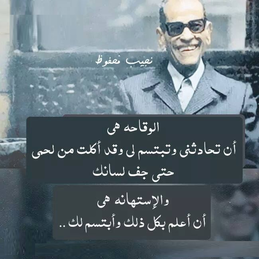 نجيب محفوظ
الوقاحه هى
أن تحادثنى وتبتسم لى وقد أكلت من لحمى
حتى جف لسانك
والإستهانه هى
أن أعلم بكل ذلك وأبتسم لك ..